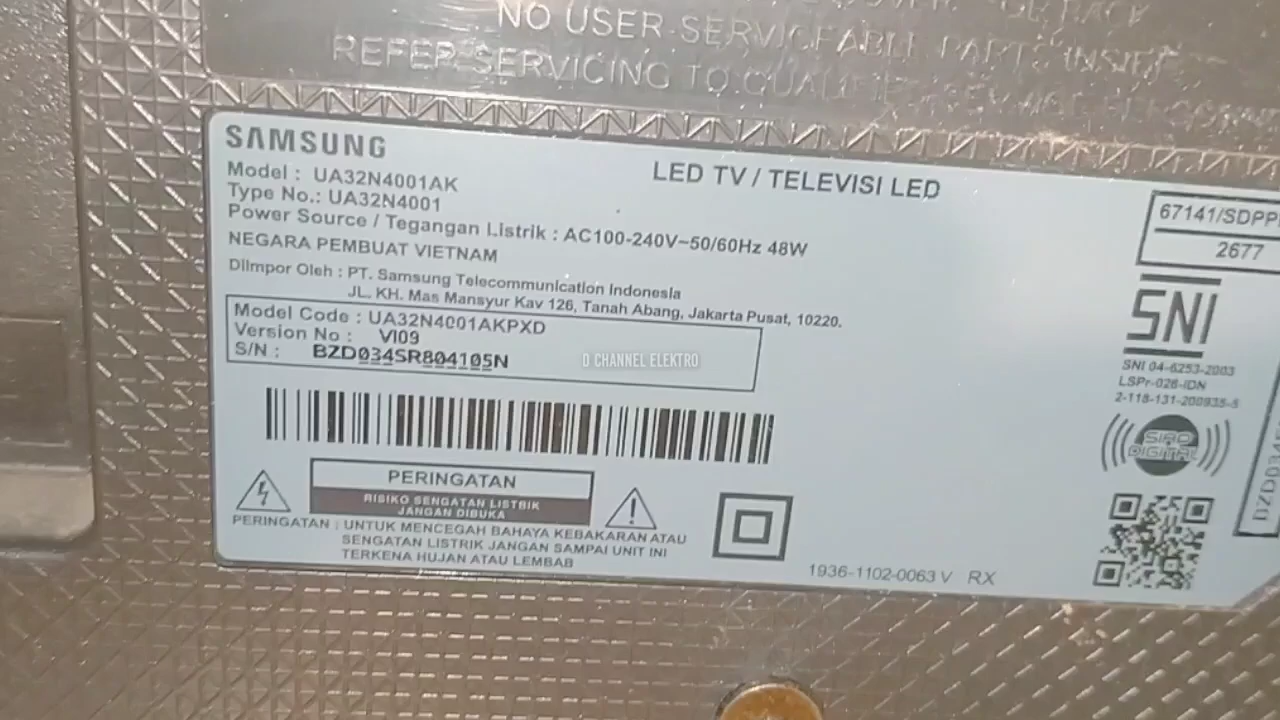 NO USER-SERVICEABLE PARTS INSIDE
REFER SERVICING TO
SAMSUNG
LED TV / TELEVISI LED
Model : UA32N4001AK
Type No.: UA32N4001
Power Source / Tegangan Listrik : AC100-240V~50/60Hz 48W
NEGARA PEMBUAT VIETNAM
DiImpor Oleh : PT. Samsung Telecommunication Indonesia
JL. KH. Mas Mansyur Kav 126, Tanah Abang, Jakarta Pusat, 10220.
Model Code : UA32N4001AKPXD
Version No : VI09
S/N : BZD034SR804105N
D CHANNEL ELEKTRO
67141/SDPP
2677
SNI
SNI 04-6253-2003
LSPr-026-IDN
2-118-131-200935-5
SIAP
DIGITAL
PERINGATAN
RISIKO SENGATAN LISTRIK
JANGAN DIBUKA
PERINGATAN : UNTUK MENCEGAH BAHAYA KEBAKARAN ATAU
SENGATAN LISTRIK JANGAN SAMPAI UNIT INI
TERKENA HUJAN ATAU LEMBAB
1936-1102-0063 V RX